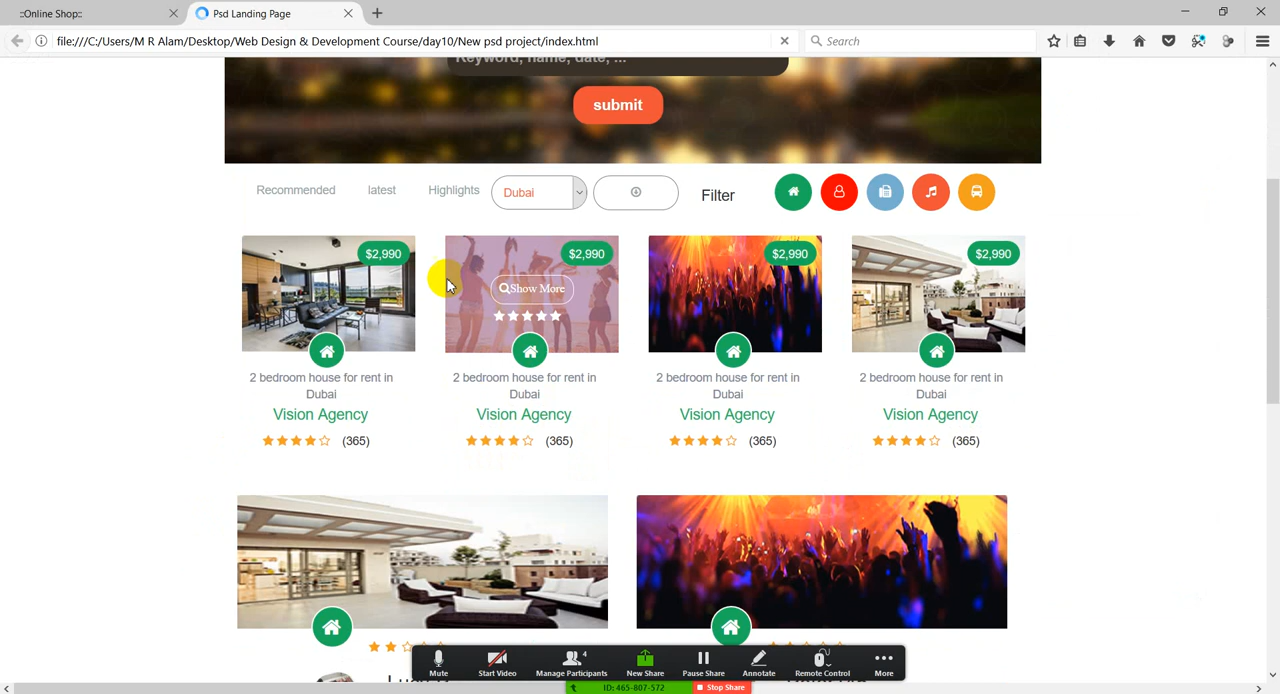 ::Online Shop::
Psd Landing Page
file:///C:/Users/M R Alam/Desktop/Web Design & Development Course/day10/New psd project/index.html
Search
Keyword, name, date, ...
submit
Recommended latest Highlights Dubai Filter
$2,990 $2,990 $2,990 $2,990
Show More
2 bedroom house for rent in Dubai
Vision Agency
(365)
2 bedroom house for rent in Dubai
Vision Agency
(365)
2 bedroom house for rent in Dubai
Vision Agency
(365)
2 bedroom house for rent in Dubai
Vision Agency
(365)
4
Mute Start Video Manage Participants New Share Pause Share Annotate Remote Control More
ID: 465-807-572 Stop Share